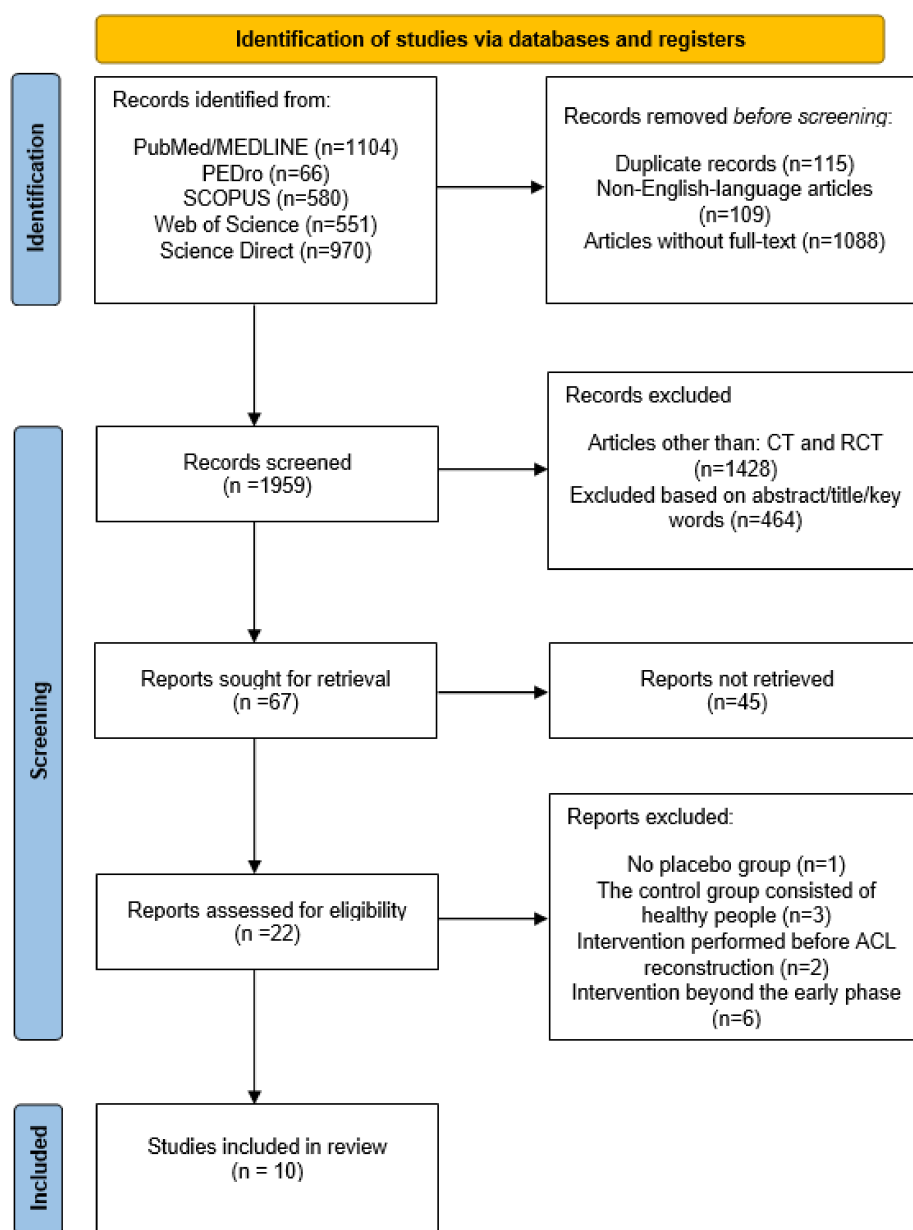 Identification of studies via databases and registers
Identification
Records identified from:
PubMed/MEDLINE (n=1104)
PEDro (n=66)
SCOPUS (n=580)
Web of Science (n=551)
Science Direct (n=970)
Records removed before screening:
Duplicate records (n=115)
Non-English-language articles
(n=109)
Articles without full-text (n=1088)
Screening
Records screened
(n =1959)
Records excluded
Articles other than: CT and RCT
(n=1428)
Excluded based on abstract/title/key
words (n=464)
Reports sought for retrieval
(n =67)
Reports not retrieved
(n=45)
Reports assessed for eligibility
(n =22)
Reports excluded:
No placebo group (n=1)
The control group consisted of
healthy people (n=3)
Intervention performed before ACL
reconstruction (n=2)
Intervention beyond the early phase
(n=6)
Included
Studies included in review
(n = 10)